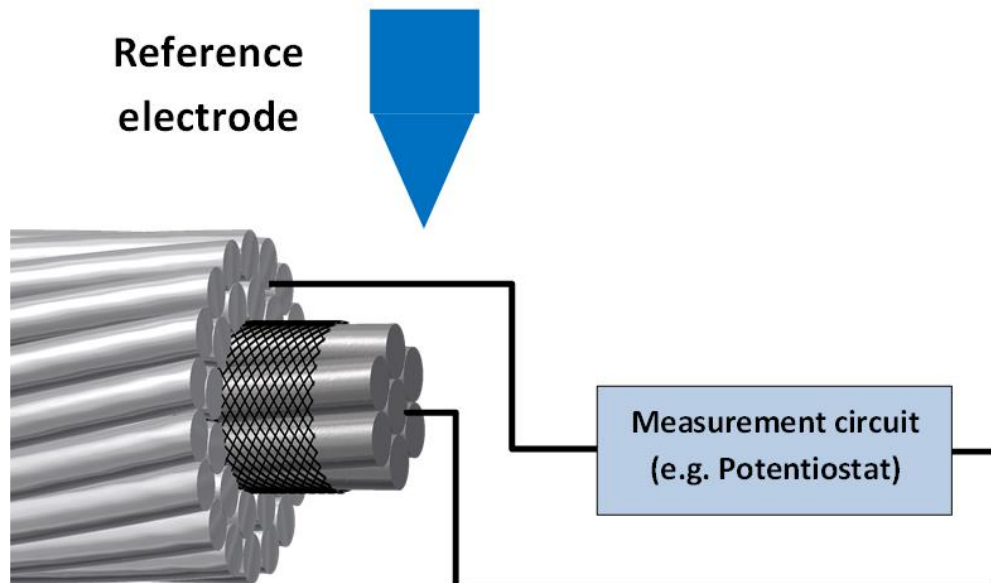 Reference
electrode
Measurement circuit
(e.g. Potentiostat)